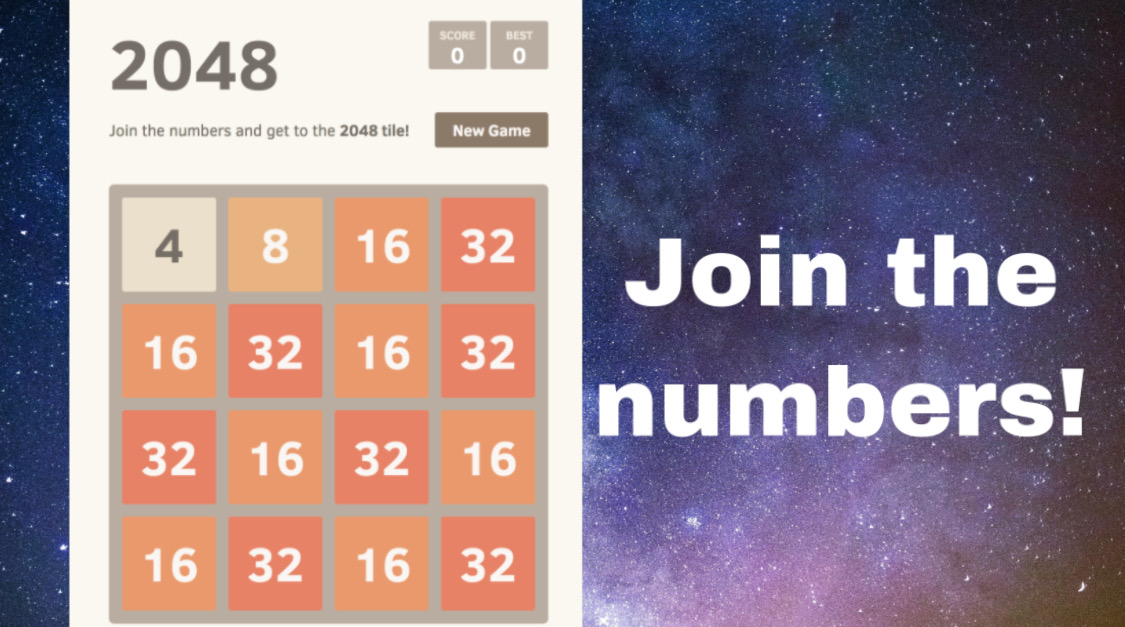 2048
SCORE
0
BEST
0
Join the numbers and get to the 2048 tile!
New Game
4 8 16 32
16 32 16 32
32 16 32 16
16 32 16 32
Join the
numbers!